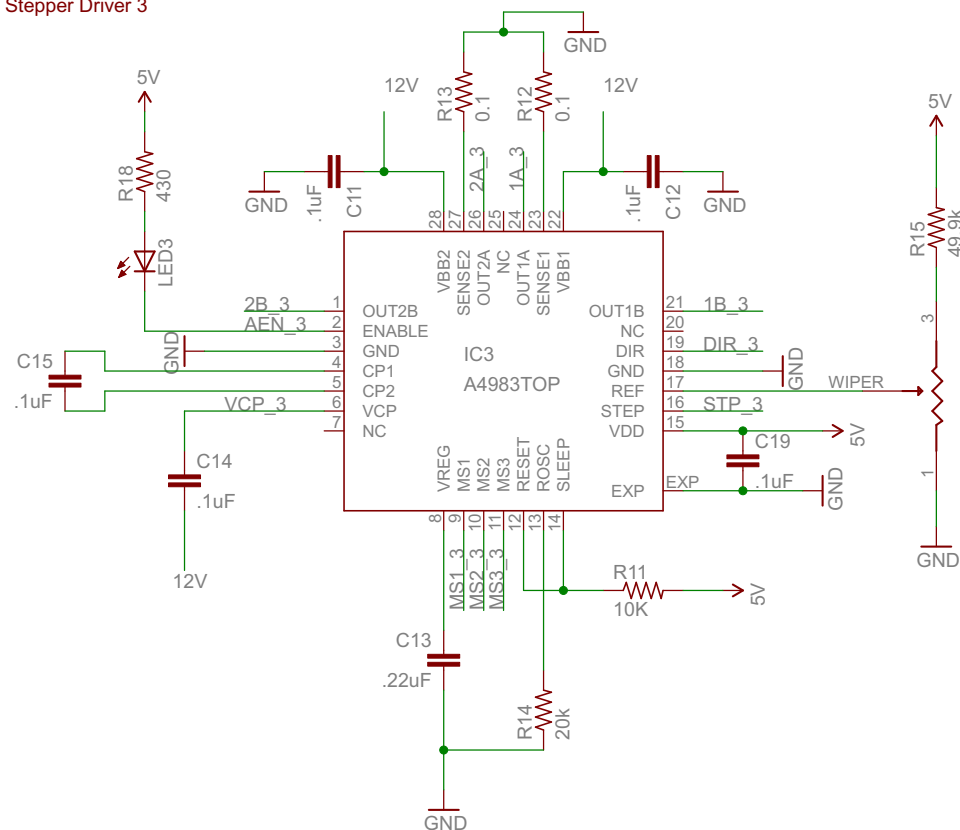 Stepper Driver 3
GND
5V
12V
R13
0.1
R12
0.1
12V
5V
R18
430
GND
.1uF
C11
2A_3
1A_3
.1uF
C12
GND
R15
49.9k
LED3
28
27
26
25
24
23
22
VBB2
SENSE2
OUT2A
NC
OUT1A
SENSE1
VBB1
2B_3
1
OUT2B
OUT1B
21
1B_3
3
AEN_3
2
ENABLE
NC
20
GND
3
GND
IC3
DIR
19
DIR_3
C15
4
CP1
GND
18
GND
.1uF
5
CP2
A4983TOP
REF
17
WIPER
VCP_3
6
VCP
STEP
16
STP_3
7
NC
VDD
15
5V
C14
.1uF
C19
.1uF
1
VREG
MS1
MS2
MS3
RESET
ROSC
SLEEP
EXP
EXP
GND
8
9
10
11
12
13
14
12V
MS1_3
MS2_3
MS3_3
R11
10K
5V
GND
C13
.22uF
R14
20k
GND